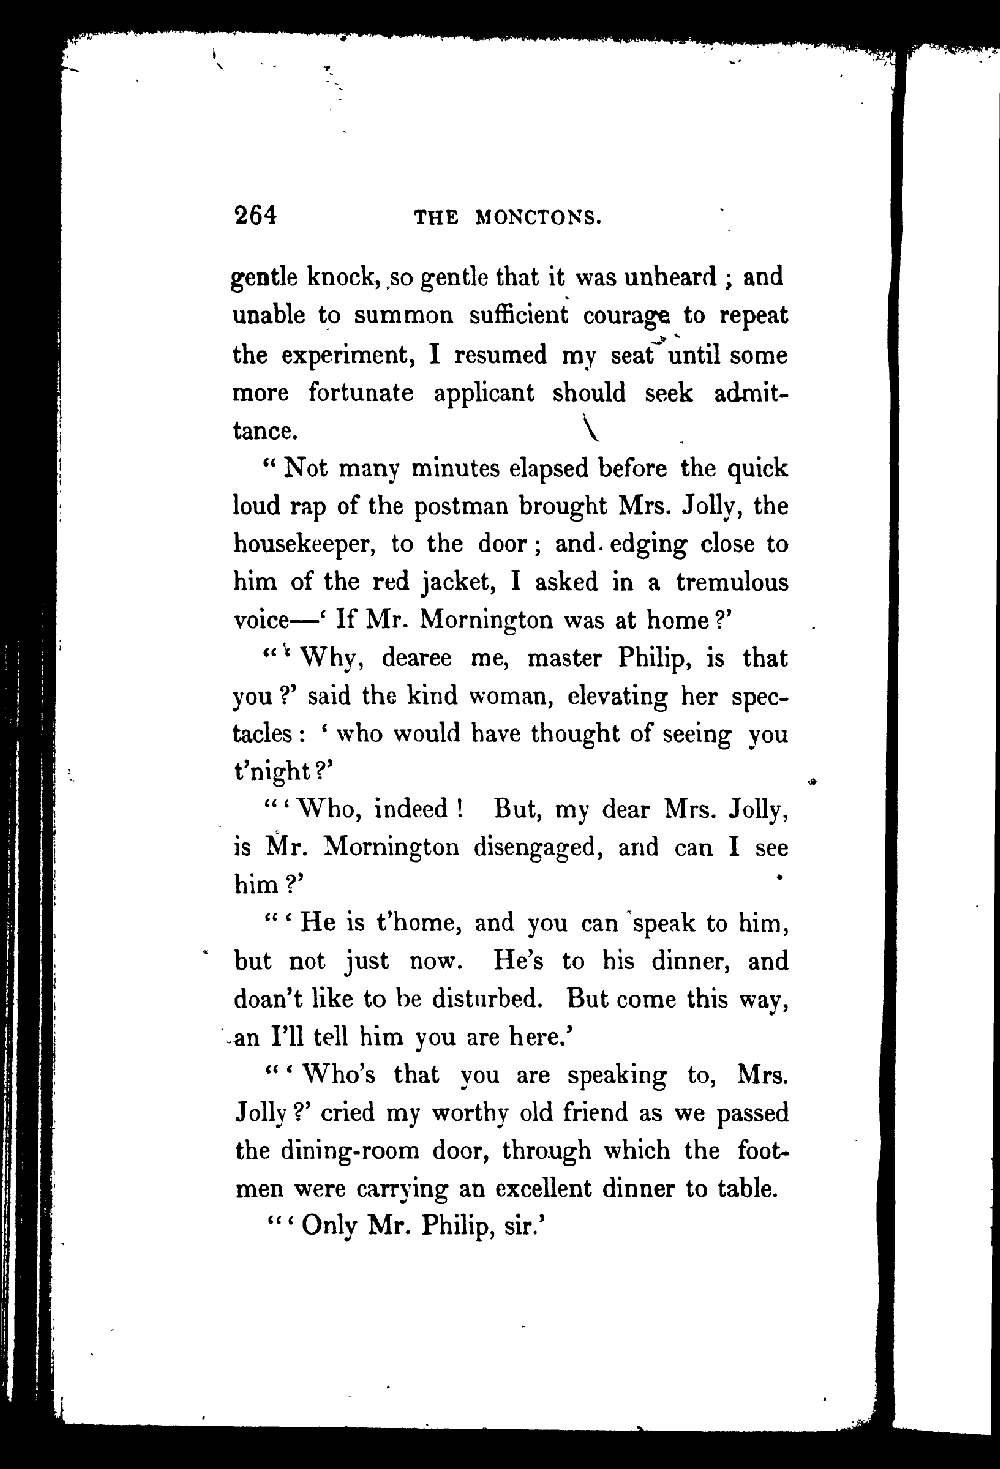 264 THE MONCTONS.
gentle knock, so gentle that it was unheard ; and
unable to summon sufficient courage to repeat
the experiment, I resumed my seat until some
more fortunate applicant should seek admit-
tance.
“ Not many minutes elapsed before the quick
loud rap of the postman brought Mrs. Jolly, the
housekeeper, to the door ; and edging close to
him of the red jacket, I asked in a tremulous
voice—‘ If Mr. Mornington was at home ?’
“ ‘ Why, dearee me, master Philip, is that
you ?’ said the kind woman, elevating her spec-
tacles : ‘ who would have thought of seeing you
t’night ?’
“ ‘ Who, indeed ! But, my dear Mrs. Jolly,
is Mr. Mornington disengaged, and can I see
him ?’
“ ‘ He is t’home, and you can speak to him,
but not just now. He’s to his dinner, and
doan’t like to be disturbed. But come this way,
an I’ll tell him you are here.’
“ ‘ Who’s that you are speaking to, Mrs.
Jolly ?’ cried my worthy old friend as we passed
the dining-room door, through which the foot-
men were carrying an excellent dinner to table.
“ ‘ Only Mr. Philip, sir.’